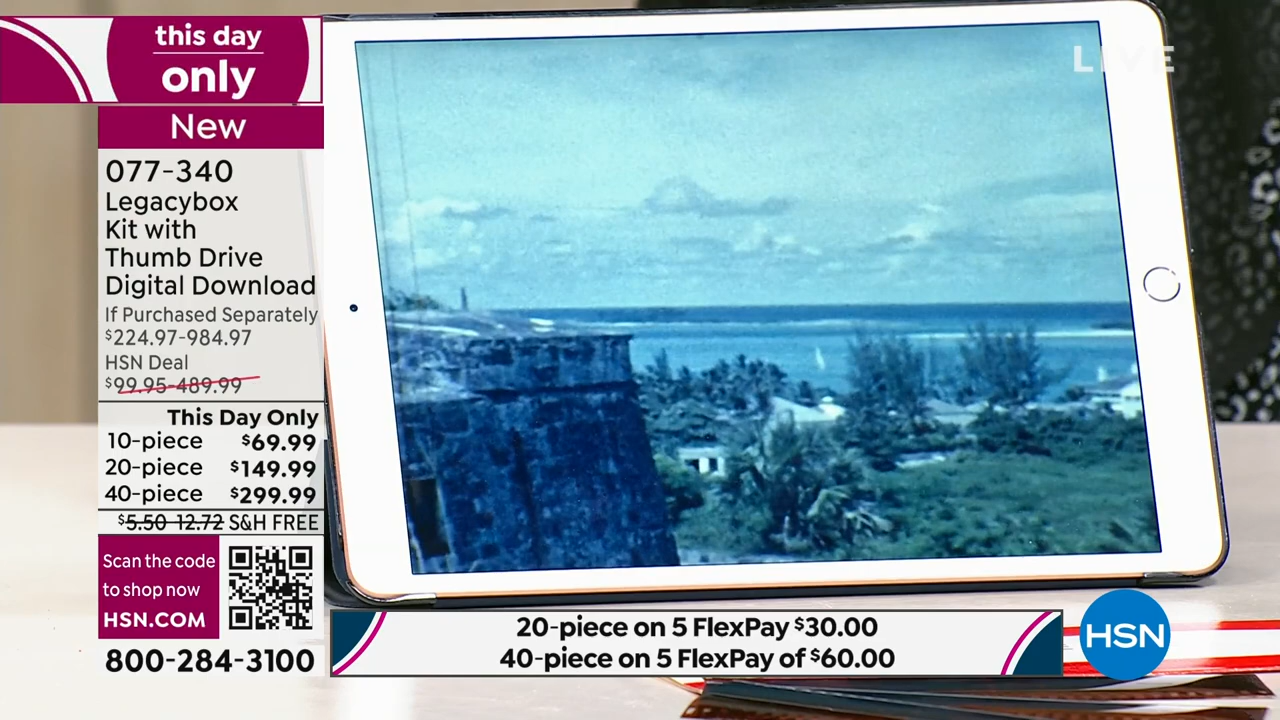 this day
only
New
077-340
Legacybox
Kit with
Thumb Drive
Digital Download
If Purchased Separately
$224.97-984.97
HSN Deal
$99.95-489.99
This Day Only
10-piece $69.99
20-piece $149.99
40-piece $299.99
$5.50-12.72 S&H FREE
Scan the code
to shop now
HSN.COM
800-284-3100
LIVE
20-piece on 5 FlexPay $30.00
40-piece on 5 FlexPay of $60.00
HSN